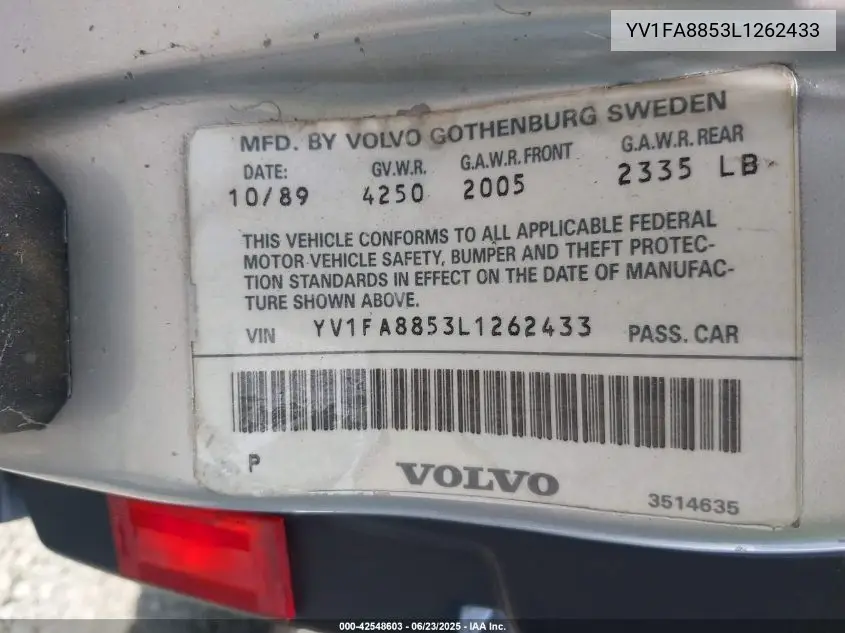 YV1FA8853L1262433
MFD. BY VOLVO GOTHENBURG SWEDEN
DATE: GV.W.R. G.A.W.R. FRONT G.A.W.R. REAR
10/89 4250 2005 2335 LB
THIS VEHICLE CONFORMS TO ALL APPLICABLE FEDERAL
MOTOR VEHICLE SAFETY, BUMPER AND THEFT PROTEC-
TION STANDARDS IN EFFECT ON THE DATE OF MANUFAC-
TURE SHOWN ABOVE.
VIN YV1FA8853L1262433 PASS. CAR
P
VOLVO
3514635
000-42548603 - 06/23/2025 - IAA Inc.